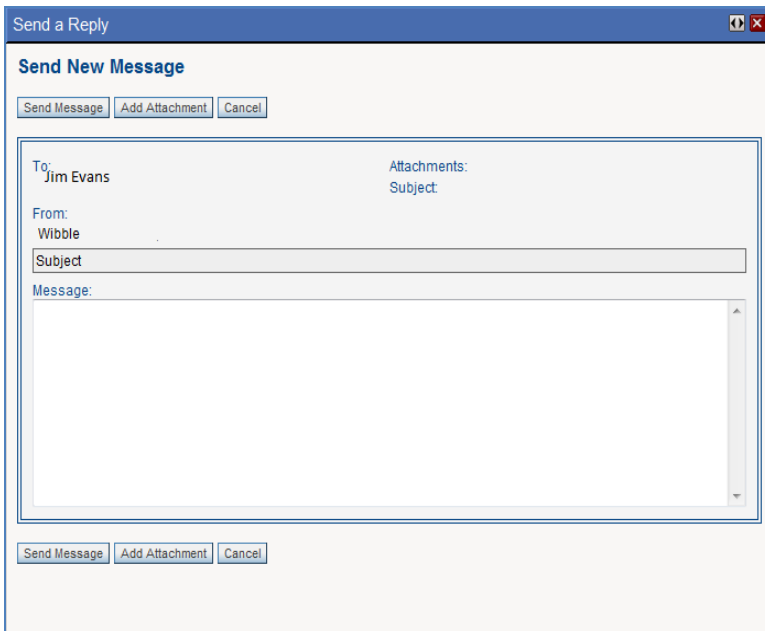 Send a Reply
Send New Message
Send Message Add Attachment Cancel
To: Attachments:
Jim Evans
Subject:
From:
Wibble
Subject
Message:
Send Message Add Attachment Cancel